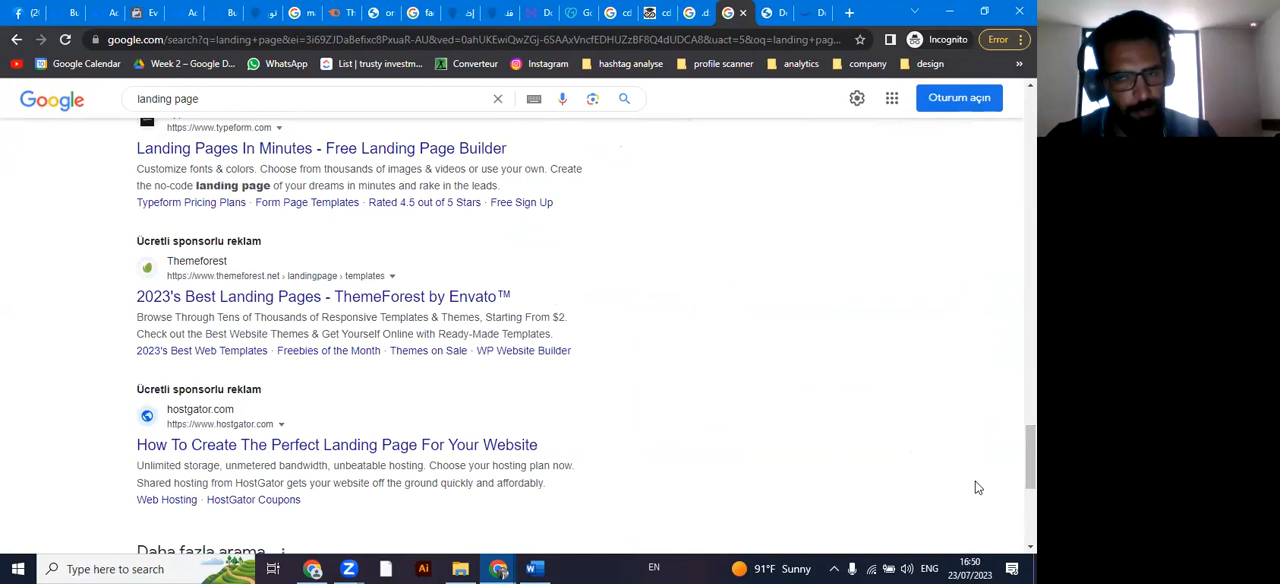 Bu
Ev
Th
or
Go
De
google.com/search?q=landing+page&ei=3i69ZJDaBefixc8PxuaR-AU&ved=0ahUKEwiQwZGj-6SAAxVncfEDHUZzBF8Q4dUDCA8&uact=5&oq=landing+pag...
Incognito
Error
Google Calendar
Week 2 – Google D...
WhatsApp
List | trusty investm...
Converteur
Instagram
hashtag analyse
profile scanner
analytics
company
design
»
Google
landing page
Oturum açın
https://www.typeform.com
Landing Pages In Minutes - Free Landing Page Builder
Customize fonts & colors. Choose from thousands of images & videos or use your own. Create
the no-code landing page of your dreams in minutes and rake in the leads.
Typeform Pricing Plans · Form Page Templates · Rated 4.5 out of 5 Stars · Free Sign Up
Ücretli sponsorlu reklam
Themeforest
https://www.themeforest.net › landingpage › templates
2023's Best Landing Pages - ThemeForest by Envato™
Browse Through Tens of Thousands of Responsive Templates & Themes, Starting From $2.
Check out the Best Website Themes & Get Yourself Online with Ready-Made Templates.
2023's Best Web Templates · Freebies of the Month · Themes on Sale · WP Website Builder
Ücretli sponsorlu reklam
hostgator.com
https://www.hostgator.com
How To Create The Perfect Landing Page For Your Website
Unlimited storage, unmetered bandwidth, unbeatable hosting. Choose your hosting plan now.
Shared hosting from HostGator gets your website off the ground quickly and affordably.
Web Hosting · HostGator Coupons
Daha fazla arama
Type here to search
Ai
EN
91°F Sunny
ENG
16:50
23/07/2023